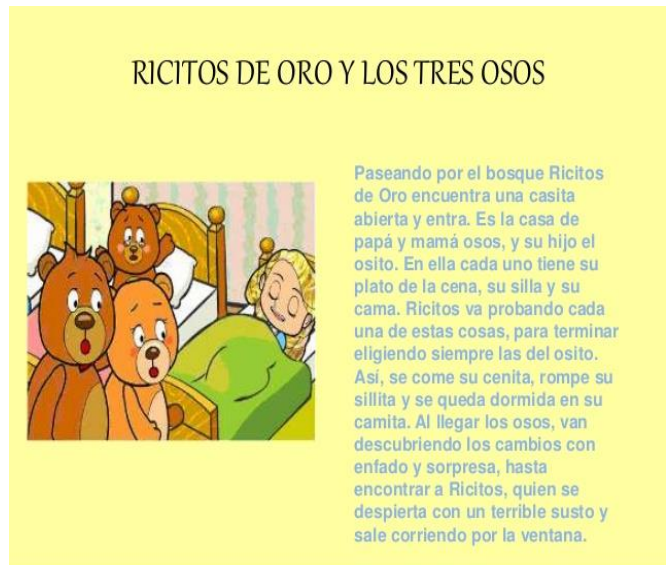 RICITOS DE ORO Y LOS TRES OSOS
Paseando por el bosque Ricitos
de Oro encuentra una casita
abierta y entra. Es la casa de
papá y mamá osos, y su hijo el
osito. En ella cada uno tiene su
plato de la cena, su silla y su
cama. Ricitos va probando cada
una de estas cosas, para terminar
eligiendo siempre las del osito.
Así, se come su cenita, rompe su
sillita y se queda dormida en su
camita. Al llegar los osos, van
descubriendo los cambios con
enfado y sorpresa, hasta
encontrar a Ricitos, quien se
despierta con un terrible susto y
sale corriendo por la ventana.